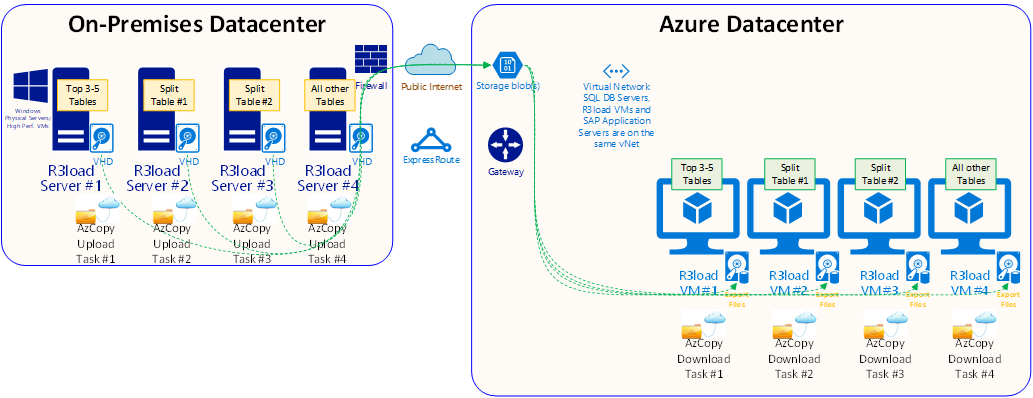 On-Premises Datacenter
Azure Datacenter
Windows
Physical Servers/
High Perf. VMs
Top 3-5
Tables
Split
Table #1
Split
Table #2
All other
Tables
Firewall
Public Internet
Storage blob(s)
Virtual Network
SQL DB Servers,
R3load VMs and
SAP Application
Servers are on the
same vNet
VHD
VHD
VHD
VHD
ExpressRoute
Gateway
R3load
Server #1
R3load
Server #2
R3load
Server #3
R3load
Server #4
AzCopy
Upload
Task #1
AzCopy
Upload
Task #2
AzCopy
Upload
Task #3
AzCopy
Upload
Task #4
Top 3-5
Tables
Split
Table #1
Split
Table #2
All other
Tables
R3load
VM #1
R3load
VM #2
R3load
VM #3
R3load
VM #4
Export
Files
Export
Files
Export
Files
Export
Files
AzCopy
Download
Task #1
AzCopy
Download
Task #2
AzCopy
Download
Task #3
AzCopy
Download
Task #4
10
01